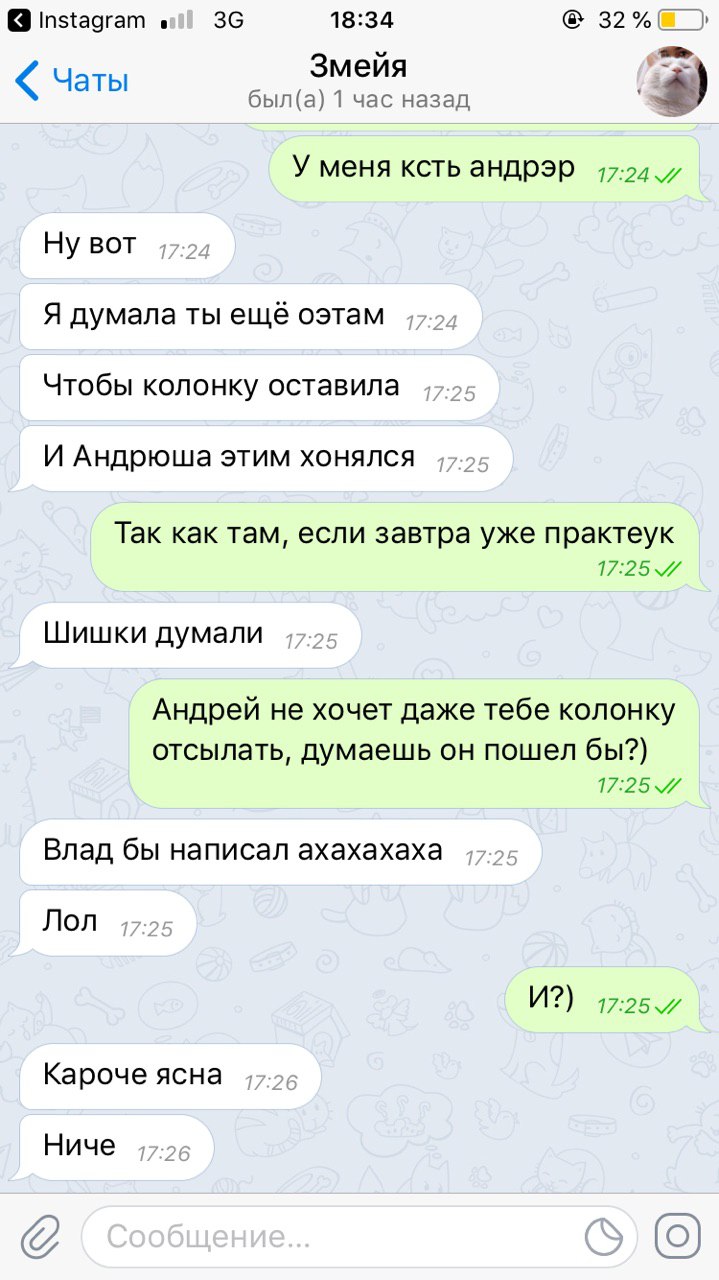 Instagram 3G 18:34 32 %
Чаты
Змейя
был(а) 1 час назад
У меня ксть андрэр 17:24
Ну вот 17:24
Я думала ты ещё оэтам 17:24
Чтобы колонку оставила 17:25
И Андрюша этим хонялся 17:25
Так как там, если завтра уже практеук
17:25
Шишки думали 17:25
Андрей не хочет даже тебе колонку
отсылать, думаешь он пошел бы?)
17:25
Влад бы написал ахахахаха 17:25
Лол 17:25
И?) 17:25
Кароче ясна 17:26
Ниче 17:26
Сообщение...